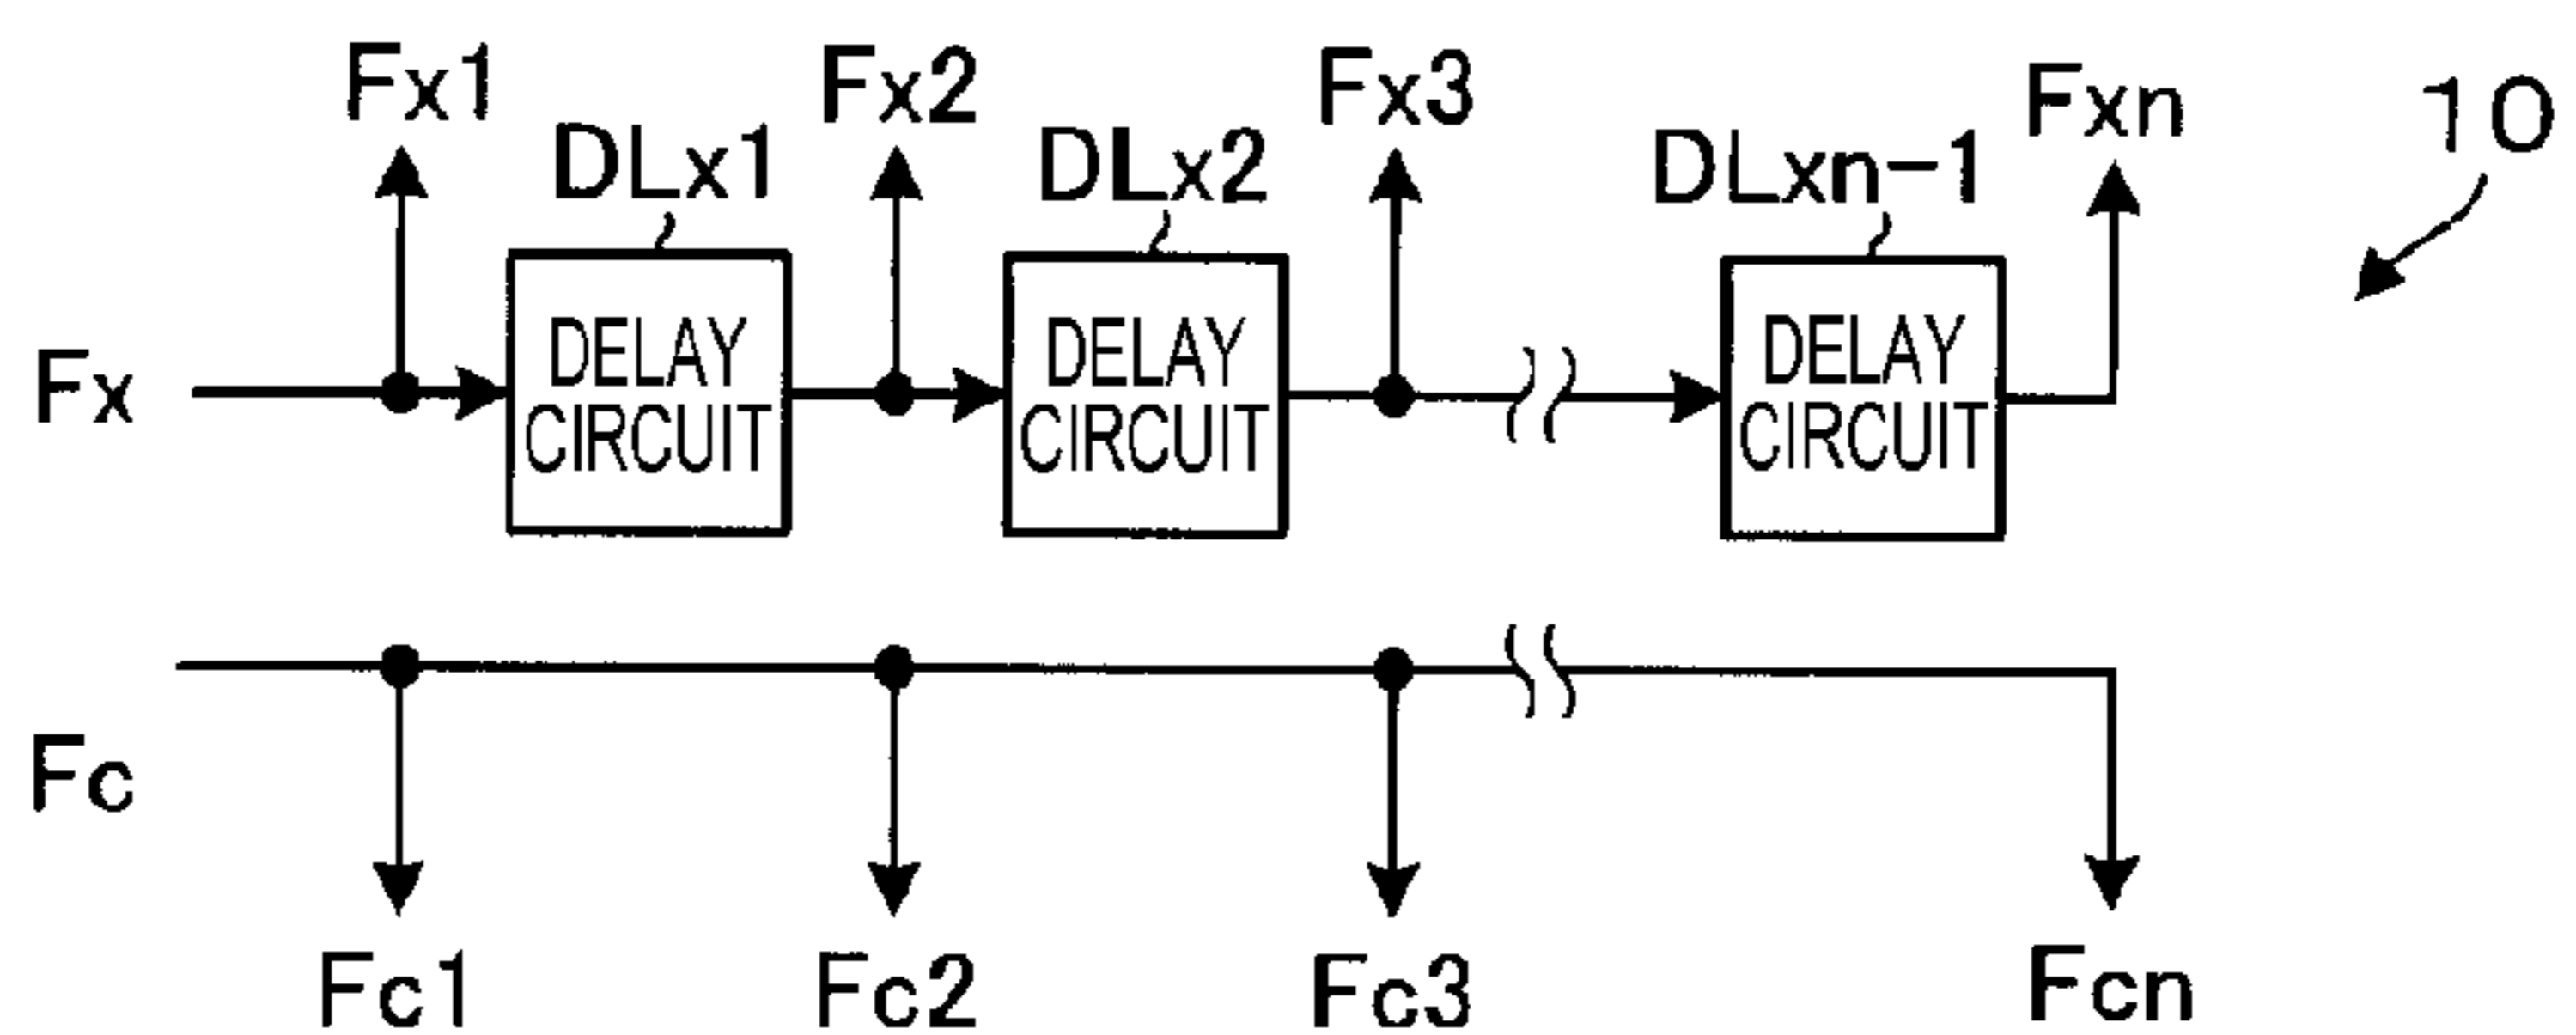 Fx1
Fx2
Fx3
Fxn
10
DLx1
DLx2
DLxn-1
Fx
DELAY
CIRCUIT
DELAY
CIRCUIT
DELAY
CIRCUIT
Fc
Fc1
Fc2
Fc3
Fcn